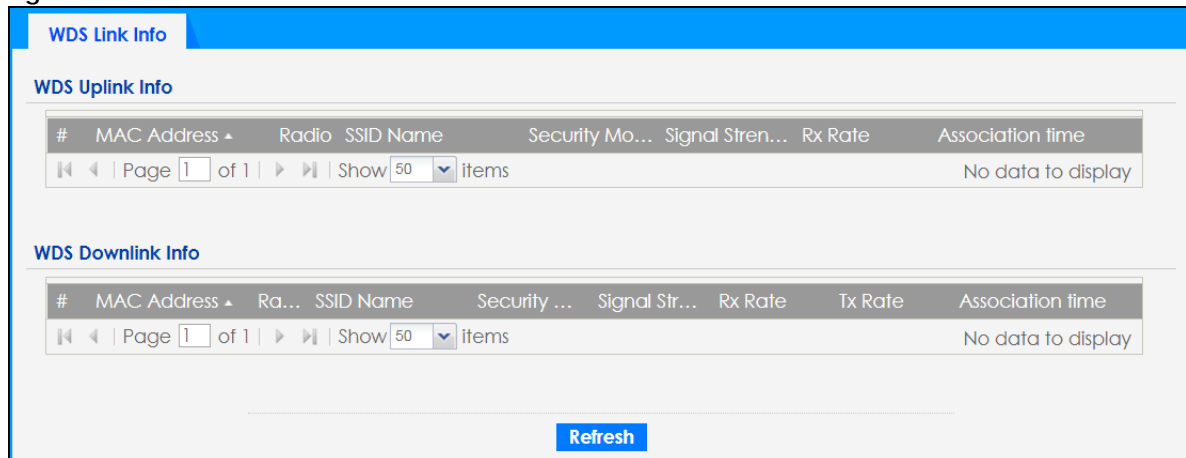 WDS Link Info
WDS Uplink Info
# MAC Address Radio SSID Name Security Mo... Signal Stren... Rx Rate Association time
Page 1 of 1 Show 50 items No data to display
WDS Downlink Info
# MAC Address Ra... SSID Name Security ... Signal Str... Rx Rate Tx Rate Association time
Page 1 of 1 Show 50 items No data to display
Refresh